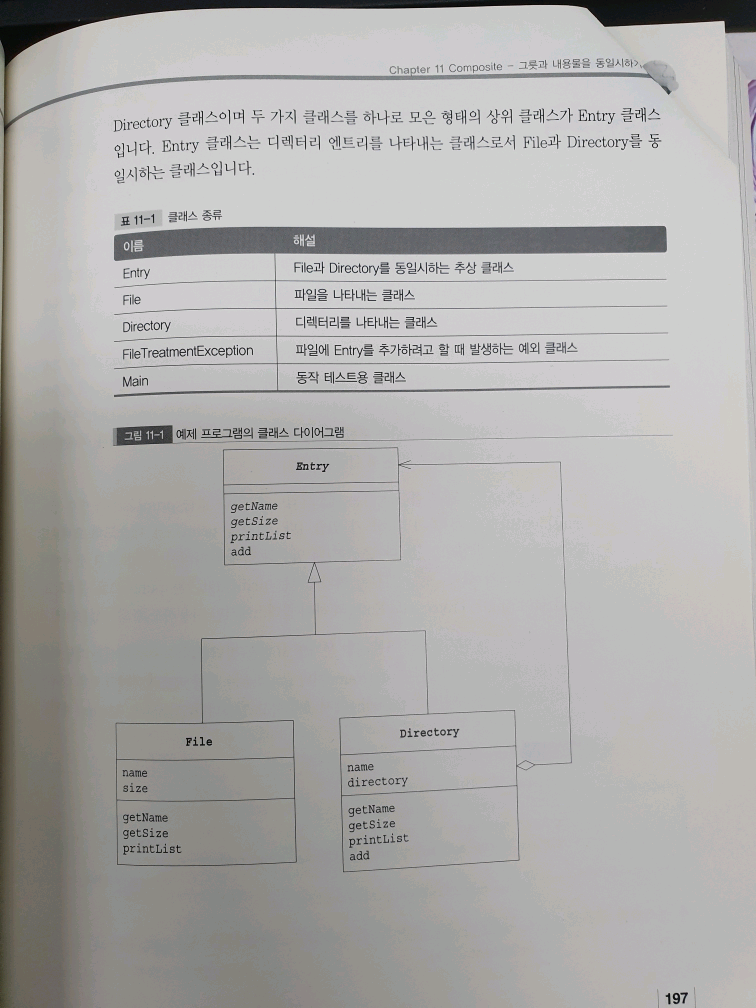 Chapter 11 Composite - 그릇과 내용물을 동일시하기
Directory 클래스이며 두 가지 클래스를 하나로 모은 형태의 상위 클래스가 Entry 클래스
입니다. Entry 클래스는 디렉터리 엔트리를 나타내는 클래스로서 File과 Directory를 동
일시하는 클래스입니다.
표 11-1 클래스 종류
이름 해설
Entry File과 Directory를 동일시하는 추상 클래스
File 파일을 나타내는 클래스
Directory 디렉터리를 나타내는 클래스
FileTreatmentException 파일에 Entry를 추가하려고 할 때 발생하는 예외 클래스
Main 동작 테스트용 클래스
그림 11-1 예제 프로그램의 클래스 다이어그램
Entry
getName
getSize
printList
add
File
name
size
getName
getSize
printList
Directory
name
directory
getName
getSize
printList
add
197